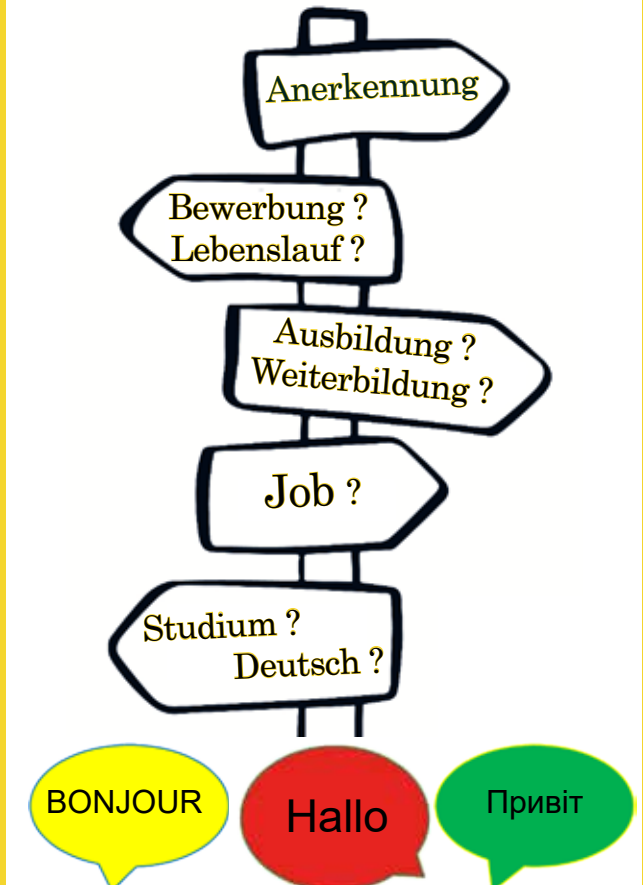 Anerkennung
Bewerbung ?
Lebenslauf ?
Ausbildung ?
Weiterbildung ?
Job ?
Studium ?
Deutsch ?
BONJOUR
Hallo
Привіт